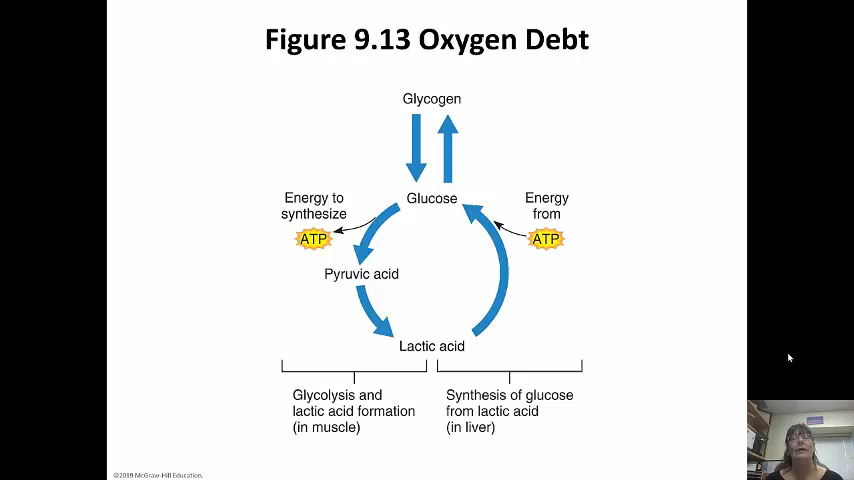 Figure 9.13 Oxygen Debt
Glycogen
Glucose
Energy to
synthesize
ATP
Energy
from
ATP
Pyruvic acid
Lactic acid
Glycolysis and
lactic acid formation
(in muscle)
Synthesis of glucose
from lactic acid
(in liver)
©2019 McGraw-Hill Education.